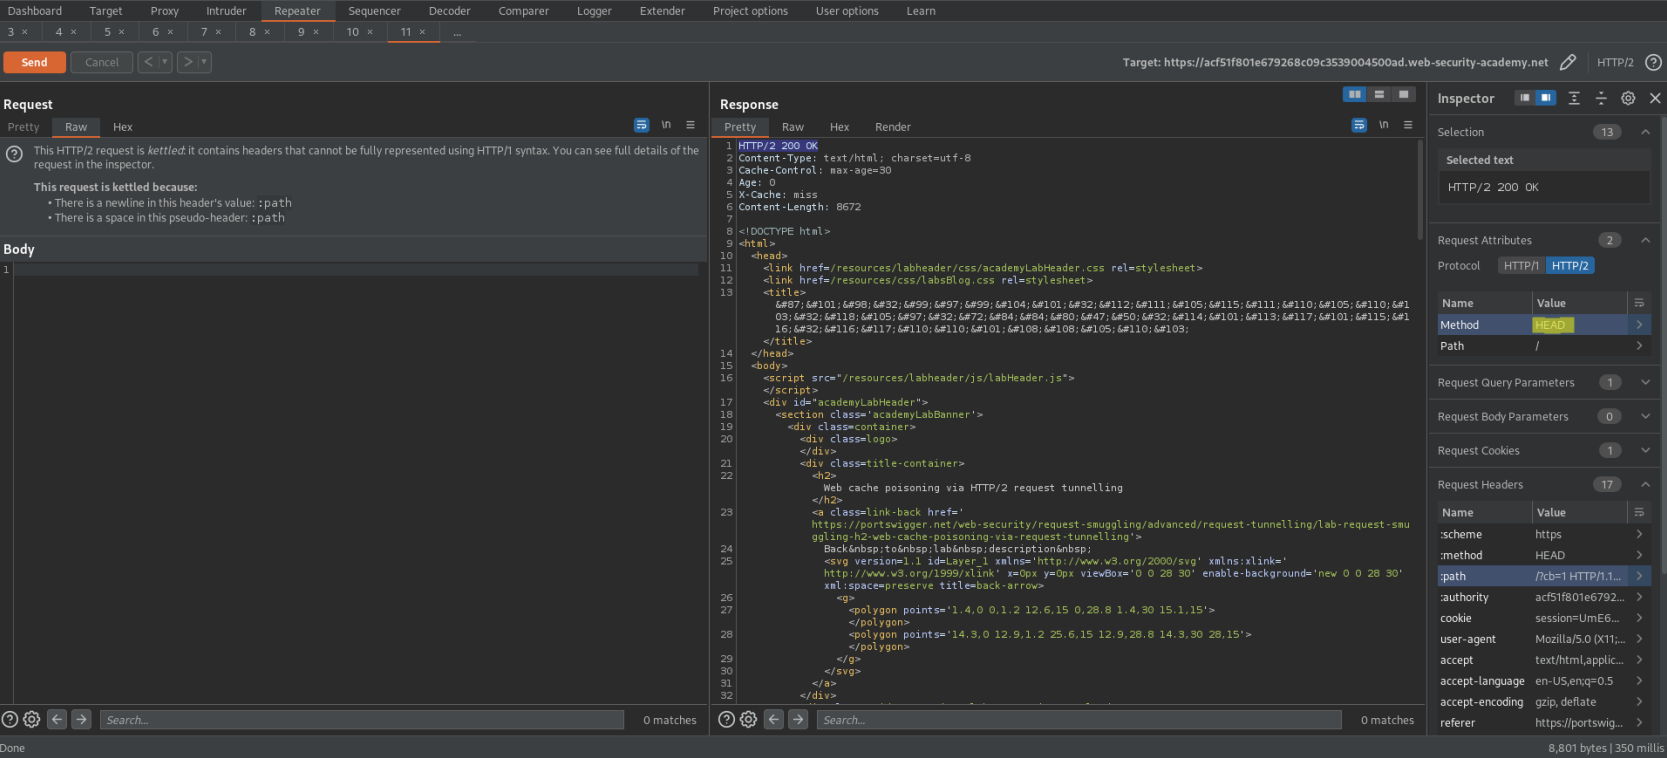 Dashboard Target Proxy Intruder Repeater Sequencer Decoder Comparer Logger Extender Project options User options Learn
3 × 4 × 5 × 6 × 7 × 8 × 9 × 10 × 11 × ...
Send Cancel < > Target: https://acf51f801e679268c09c3539004500ad.web-security-academy.net HTTP/2 ?
Request
Pretty Raw Hex \n
This HTTP/2 request is kettled: it contains headers that cannot be fully represented using HTTP/1 syntax. You can see full details of the
request in the inspector.
This request is kettled because:
• There is a newline in this header's value: :path
• There is a space in this pseudo-header: :path
Body
1
Search... 0 matches
Response
Pretty Raw Hex Render \n
1 HTTP/2 200 OK
2 Content-Type: text/html; charset=utf-8
3 Cache-Control: max-age=30
4 Age: 0
5 X-Cache: miss
6 Content-Length: 8672
7
8 <!DOCTYPE html>
9 <html>
10 <head>
11 <link href=/resources/labheader/css/academyLabHeader.css rel=stylesheet>
12 <link href=/resources/css/labsBlog.css rel=stylesheet>
13 <title>
&#87;&#101;&#98;&#32;&#99;&#97;&#99;&#104;&#101;&#32;&#112;&#111;&#105;&#115;&#111;&#110;&#105;&#110;&#1
03;&#32;&#118;&#105;&#97;&#32;&#72;&#84;&#84;&#80;&#47;&#50;&#32;&#114;&#101;&#113;&#117;&#101;&#115;&#1
16;&#32;&#116;&#117;&#110;&#110;&#101;&#108;&#108;&#105;&#110;&#103;
</title>
14 </head>
15 <body>
16 <script src="/resources/labheader/js/labHeader.js">
</script>
17 <div id="academyLabHeader">
18 <section class='academyLabBanner'>
19 <div class=container>
20 <div class=logo>
</div>
21 <div class=title-container>
22 <h2>
Web cache poisoning via HTTP/2 request tunnelling
</h2>
23 <a class=link-back href='
https://portswigger.net/web-security/request-smuggling/advanced/request-tunnelling/lab-request-smu
ggling-h2-web-cache-poisoning-via-request-tunnelling'>
24 Back&nbsp;to&nbsp;lab&nbsp;description&nbsp;
25 <svg version=1.1 id=Layer_1 xmlns='http://www.w3.org/2000/svg' xmlns:xlink='
http://www.w3.org/1999/xlink' x=0px y=0px viewBox='0 0 28 30' enable-background='new 0 0 28 30'
xml:space=preserve title=back-arrow>
26 <g>
27 <polygon points='1.4,0 0,1.2 12.6,15 0,28.8 1.4,30 15.1,15'>
</polygon>
28 <polygon points='14.3,0 12.9,1.2 25.6,15 12.9,28.8 14.3,30 28,15'>
</polygon>
29 </g>
30 </svg>
31 </a>
32 </div>
Search... 0 matches
Inspector
Selection 13
Selected text
HTTP/2 200 OK
Request Attributes 2
Protocol HTTP/1 HTTP/2
Name Value
Method HEAD
Path /
Request Query Parameters 1
Request Body Parameters 0
Request Cookies 1
Request Headers 17
Name Value
:scheme https
:method HEAD
:path /?cb=1 HTTP/1.1...
:authority acf51f801e6792...
cookie session=UmE6...
user-agent Mozilla/5.0 (X11;...
accept text/html,applic...
accept-language en-US,en;q=0.5
accept-encoding gzip, deflate
referer https://portswig...
Done 8,801 bytes | 350 millis